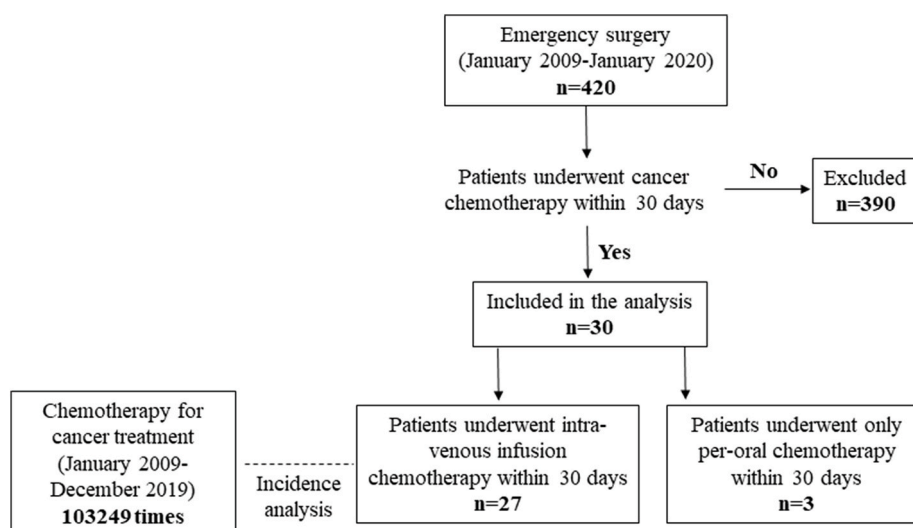 Emergency surgery
(January 2009-January 2020)
n=420
Patients underwent cancer
chemotherapy within 30 days
No
Excluded
n=390
Yes
Included in the analysis
n=30
Chemotherapy for
cancer treatment
(January 2009-
December 2019)
103249 times
Incidence
analysis
Patients underwent intra-
venous infusion
chemotherapy within 30 days
n=27
Patients underwent only
per-oral chemotherapy
within 30 days
n=3